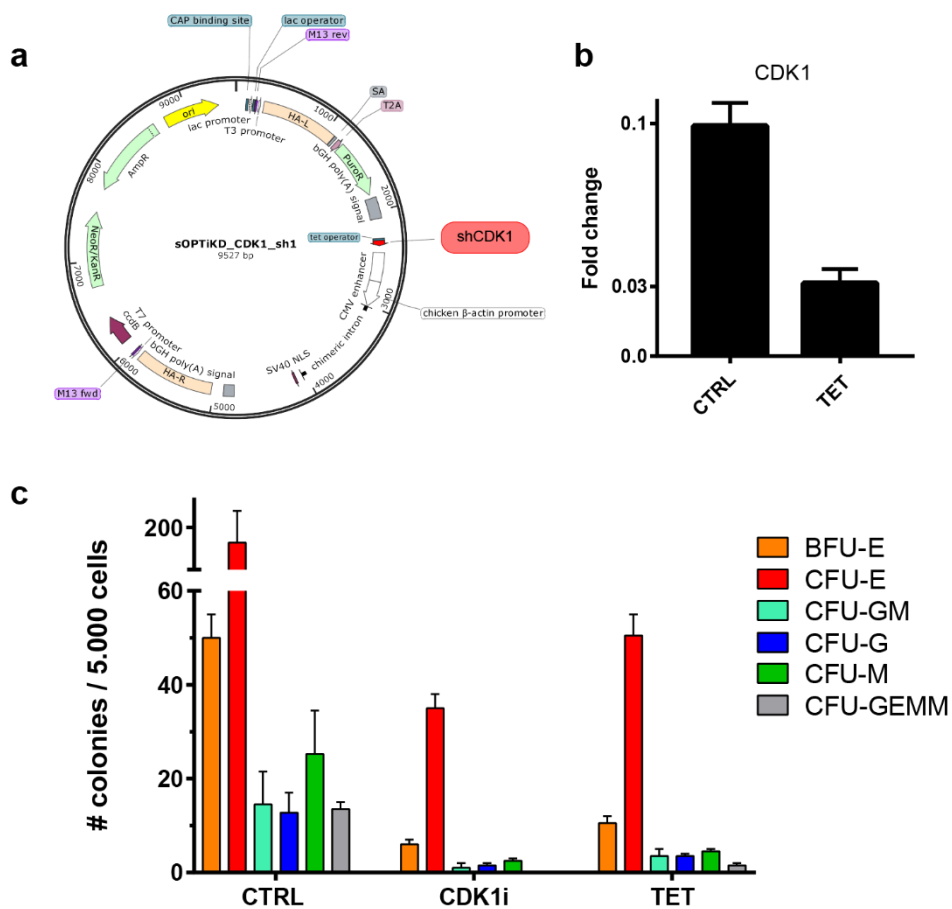 a
CAP binding site
lac operator
M13 rev
SA
T2A
9000
1000
ori
lac promoter
T3 promoter
HA-L
AmpR
bGH poly(A) signal
PuroR
8000
2000
sOPTiKD_CDK1_sh1
9527 bp
tet operator
shCDK1
NeoR/KanR
CMV enhancer
7000
3000
chicken β-actin promoter
ccdB
T7 promoter
bGH poly(A) signal
SV40 NLS
chimeric intron
6000
HA-R
4000
M13 fwd
5000
b
CDK1
Fold change
0.1
0.03
0.0
CTRL
TET
c
# colonies / 5.000 cells
200
60
40
20
0
CTRL
CDK1i
TET
BFU-E
CFU-E
CFU-GM
CFU-G
CFU-M
CFU-GEMM